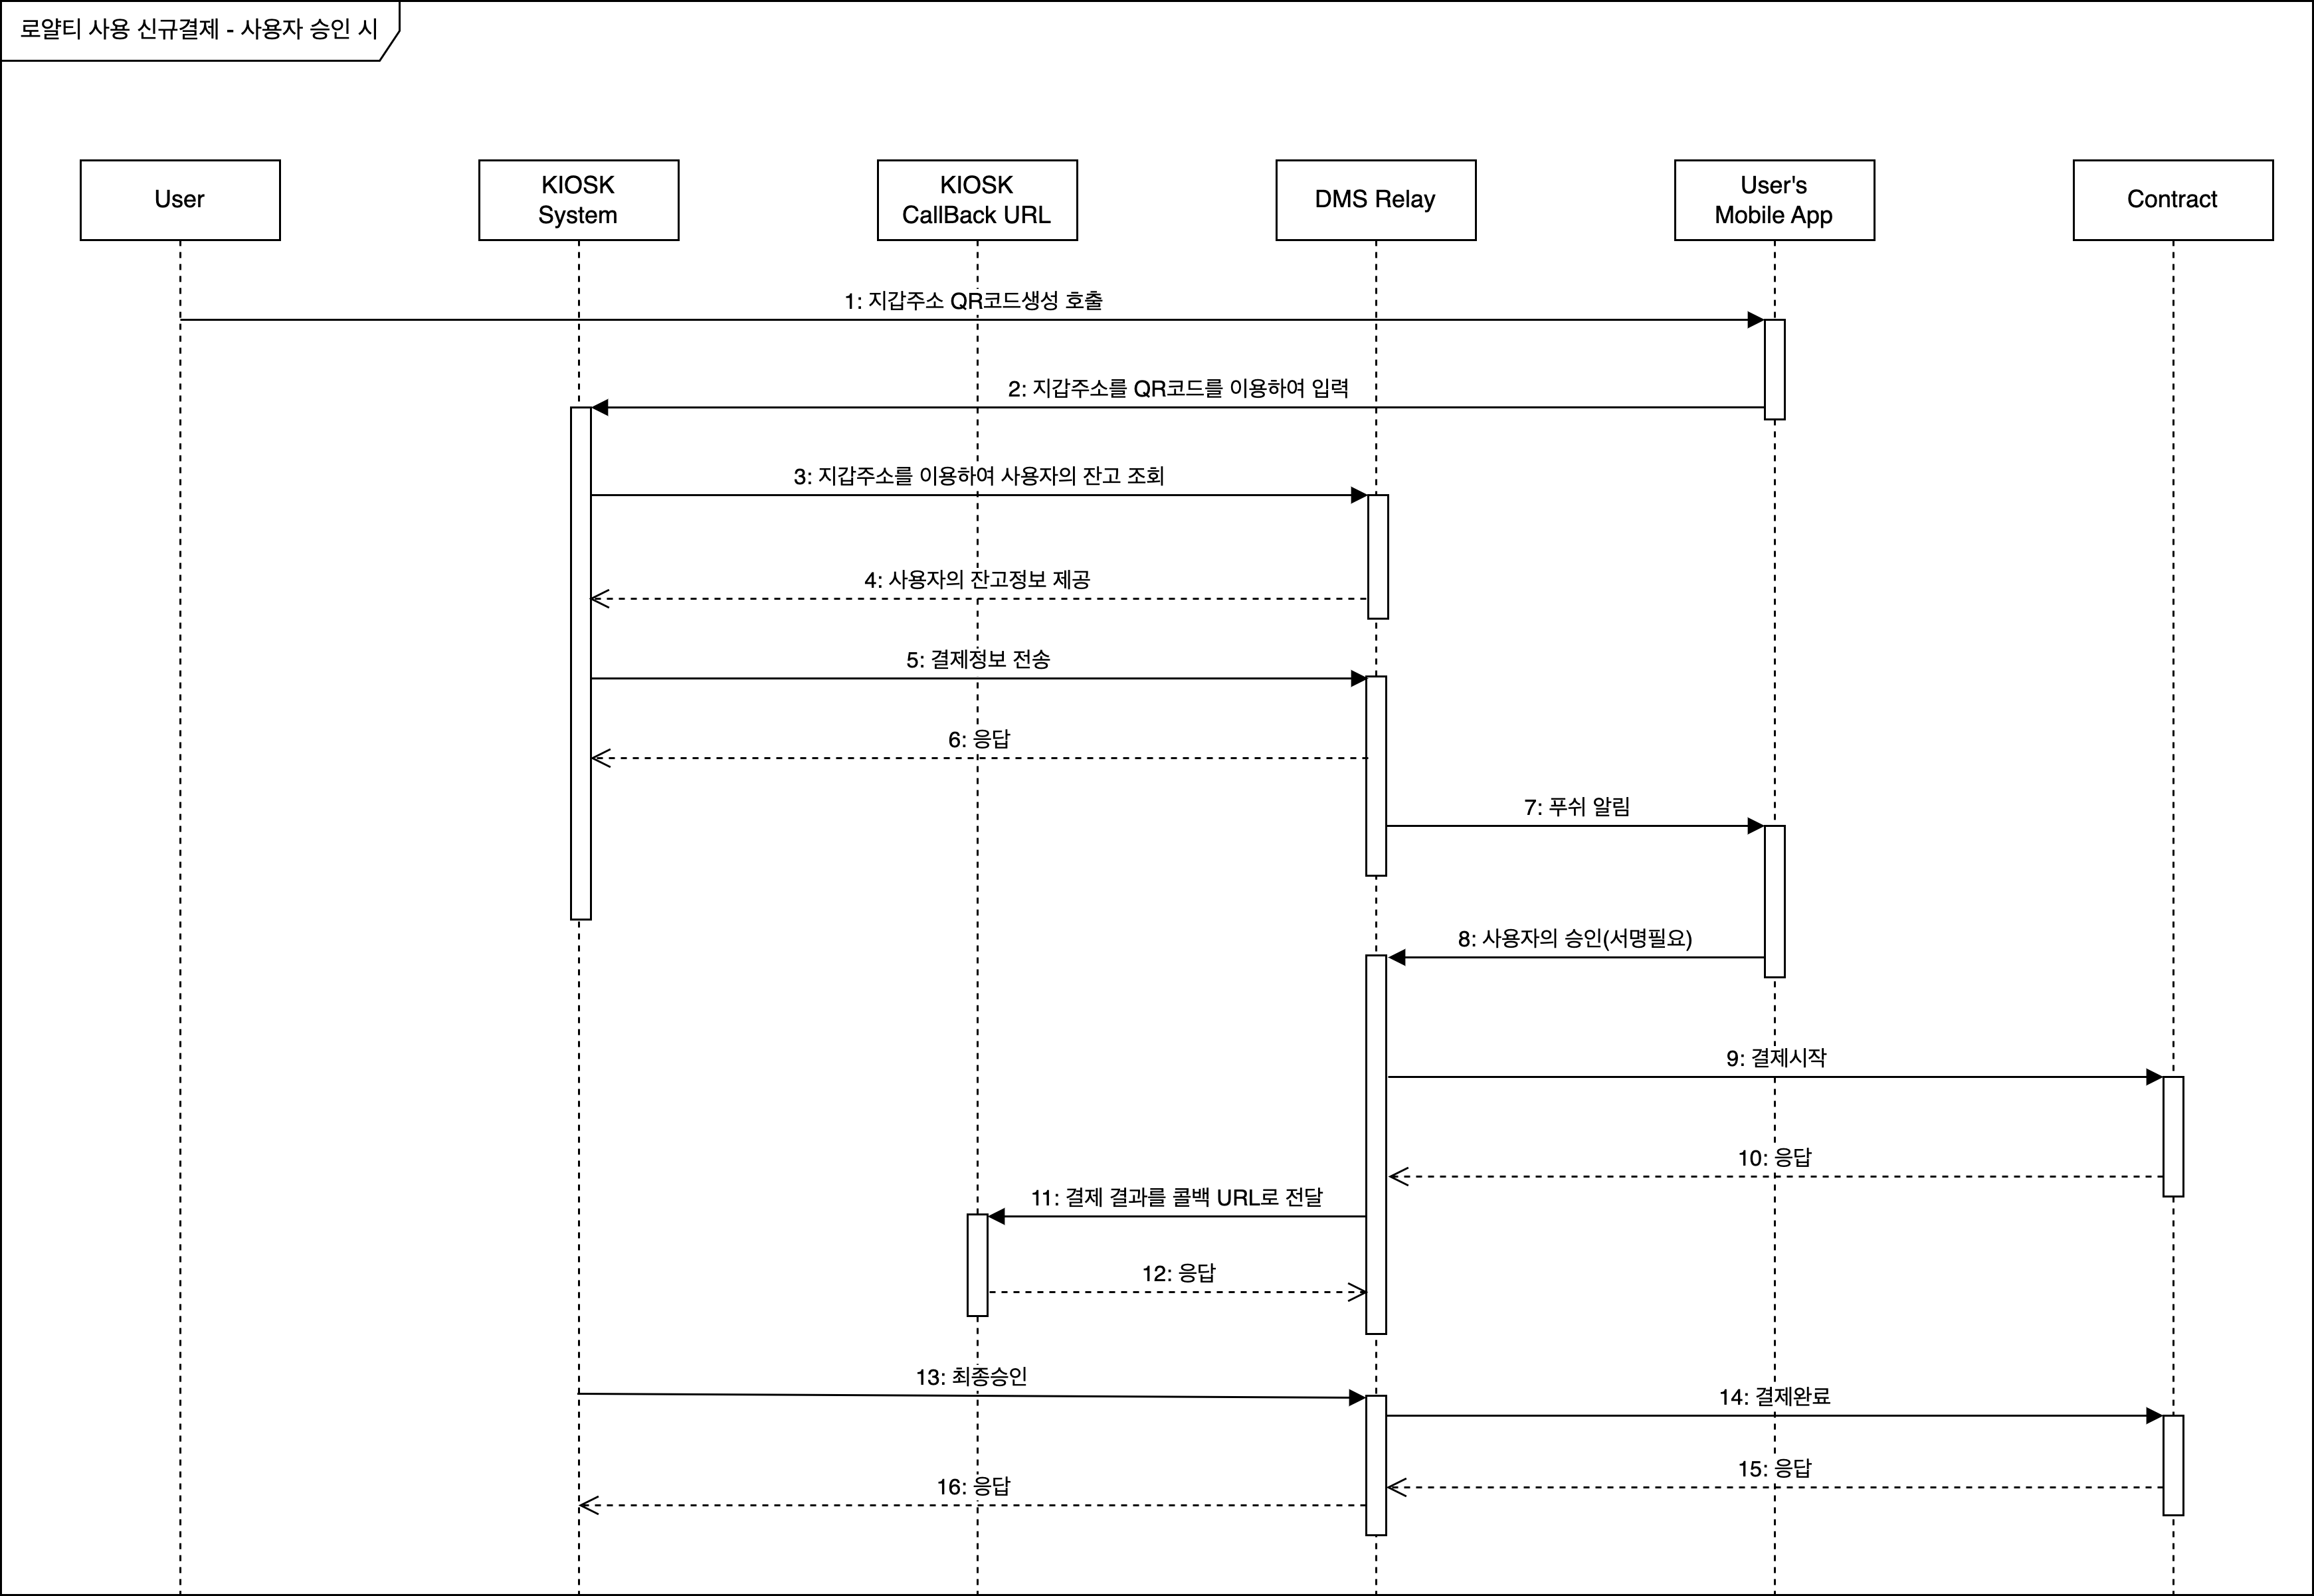 로얄티 사용 신규결제 - 사용자 승인 시
User
KIOSK
System
KIOSK
CallBack URL
DMS Relay
User's
Mobile App
Contract
1: 지갑주소 QR코드생성 호출
2: 지갑주소를 QR코드를 이용하여 입력
3: 지갑주소를 이용하여 사용자의 잔고 조회
4: 사용자의 잔고정보 제공
5: 결제정보 전송
6: 응답
7: 푸쉬 알림
8: 사용자의 승인(서명필요)
9: 결제시작
10: 응답
11: 결제 결과를 콜백 URL로 전달
12: 응답
13: 최종승인
14: 결제완료
15: 응답
16: 응답